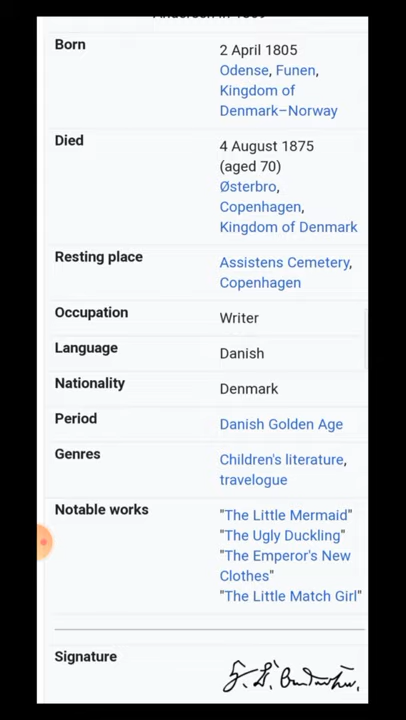 Born
2 April 1805
Odense, Funen,
Kingdom of
Denmark–Norway
Died
4 August 1875
(aged 70)
Østerbro,
Copenhagen,
Kingdom of Denmark
Resting place
Assistens Cemetery,
Copenhagen
Occupation
Writer
Language
Danish
Nationality
Denmark
Period
Danish Golden Age
Genres
Children's literature,
travelogue
Notable works
"The Little Mermaid"
"The Ugly Duckling"
"The Emperor's New
Clothes"
"The Little Match Girl"
Signature